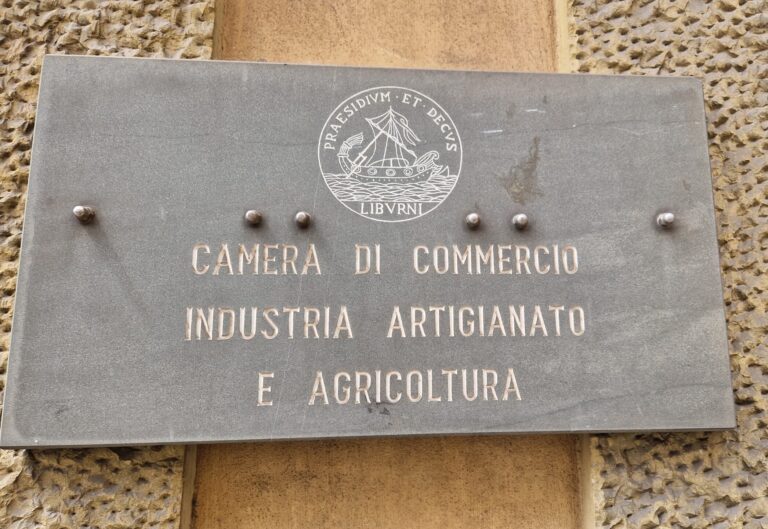 PRAESIDIVM · ET · DECVS
LIBVRNI
CAMERA DI COMMERCIO
INDUSTRIA ARTIGIANATO
E AGRICOLTURA